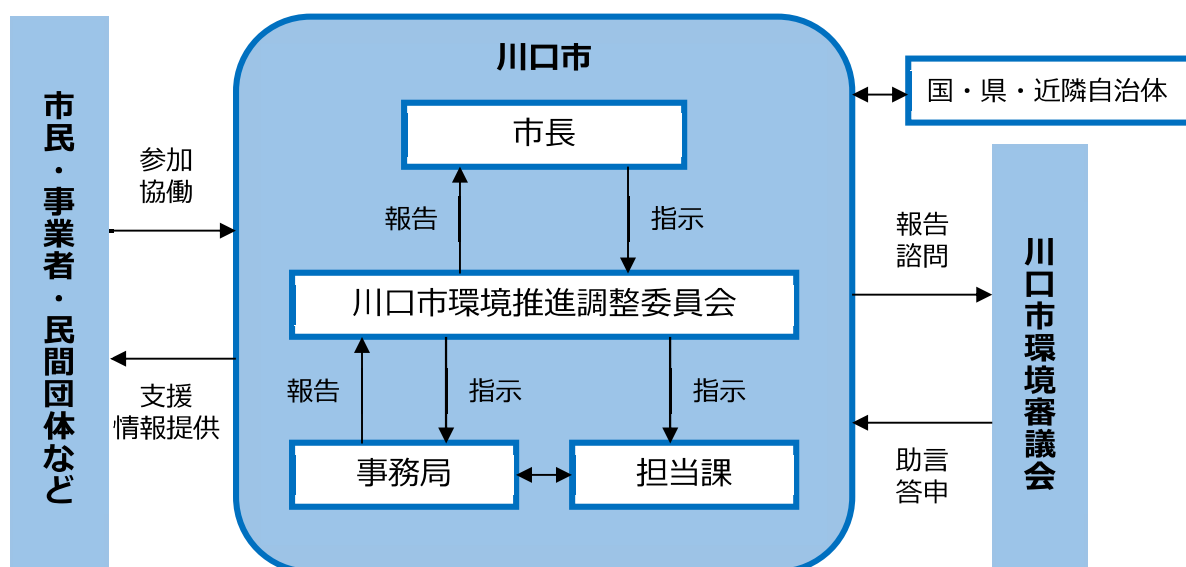 川口市
国・県・近隣自治体
市長
市民・事業者・民間団体など
参加
協働
報告
指示
報告
諮問
川口市環境推進調整委員会
川口市環境審議会
支援
情報提供
報告
指示
指示
助言
答申
事務局
担当課